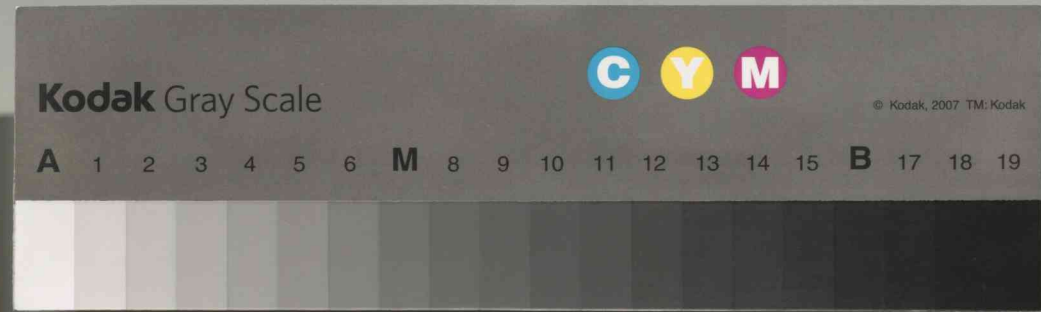 C Y M
Kodak Gray Scale
© Kodak, 2007 TM: Kodak
A 1 2 3 4 5 6 M 8 9 10 11 12 13 14 15 B 17 18 19